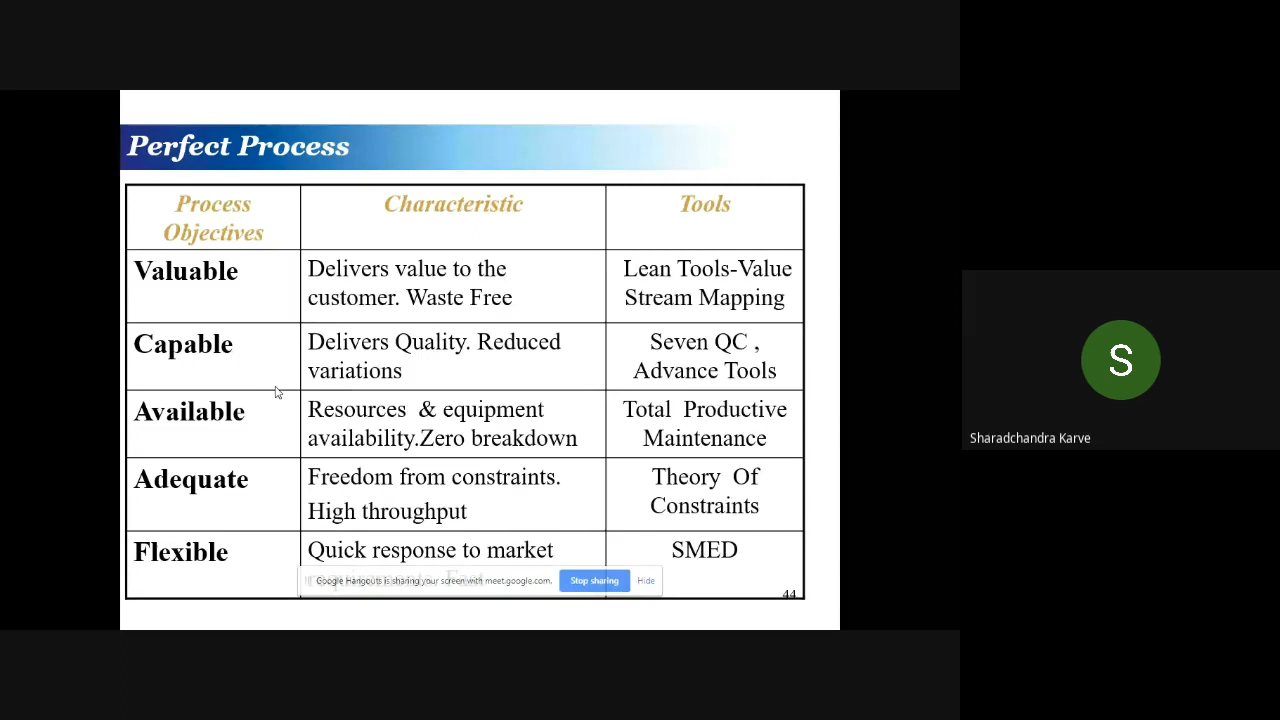 Perfect Process
Process
Objectives
Characteristic
Tools
Valuable
Delivers value to the
customer. Waste Free
Lean Tools-Value
Stream Mapping
Capable
Delivers Quality. Reduced
variations
Seven QC ,
Advance Tools
Available
Resources & equipment
availability.Zero breakdown
Total Productive
Maintenance
Adequate
Freedom from constraints.
High throughput
Theory Of
Constraints
Flexible
Quick response to market
SMED
Google Hangouts is sharing your screen with meet.google.com.
Stop sharing
Hide
44
S
Sharadchandra Karve